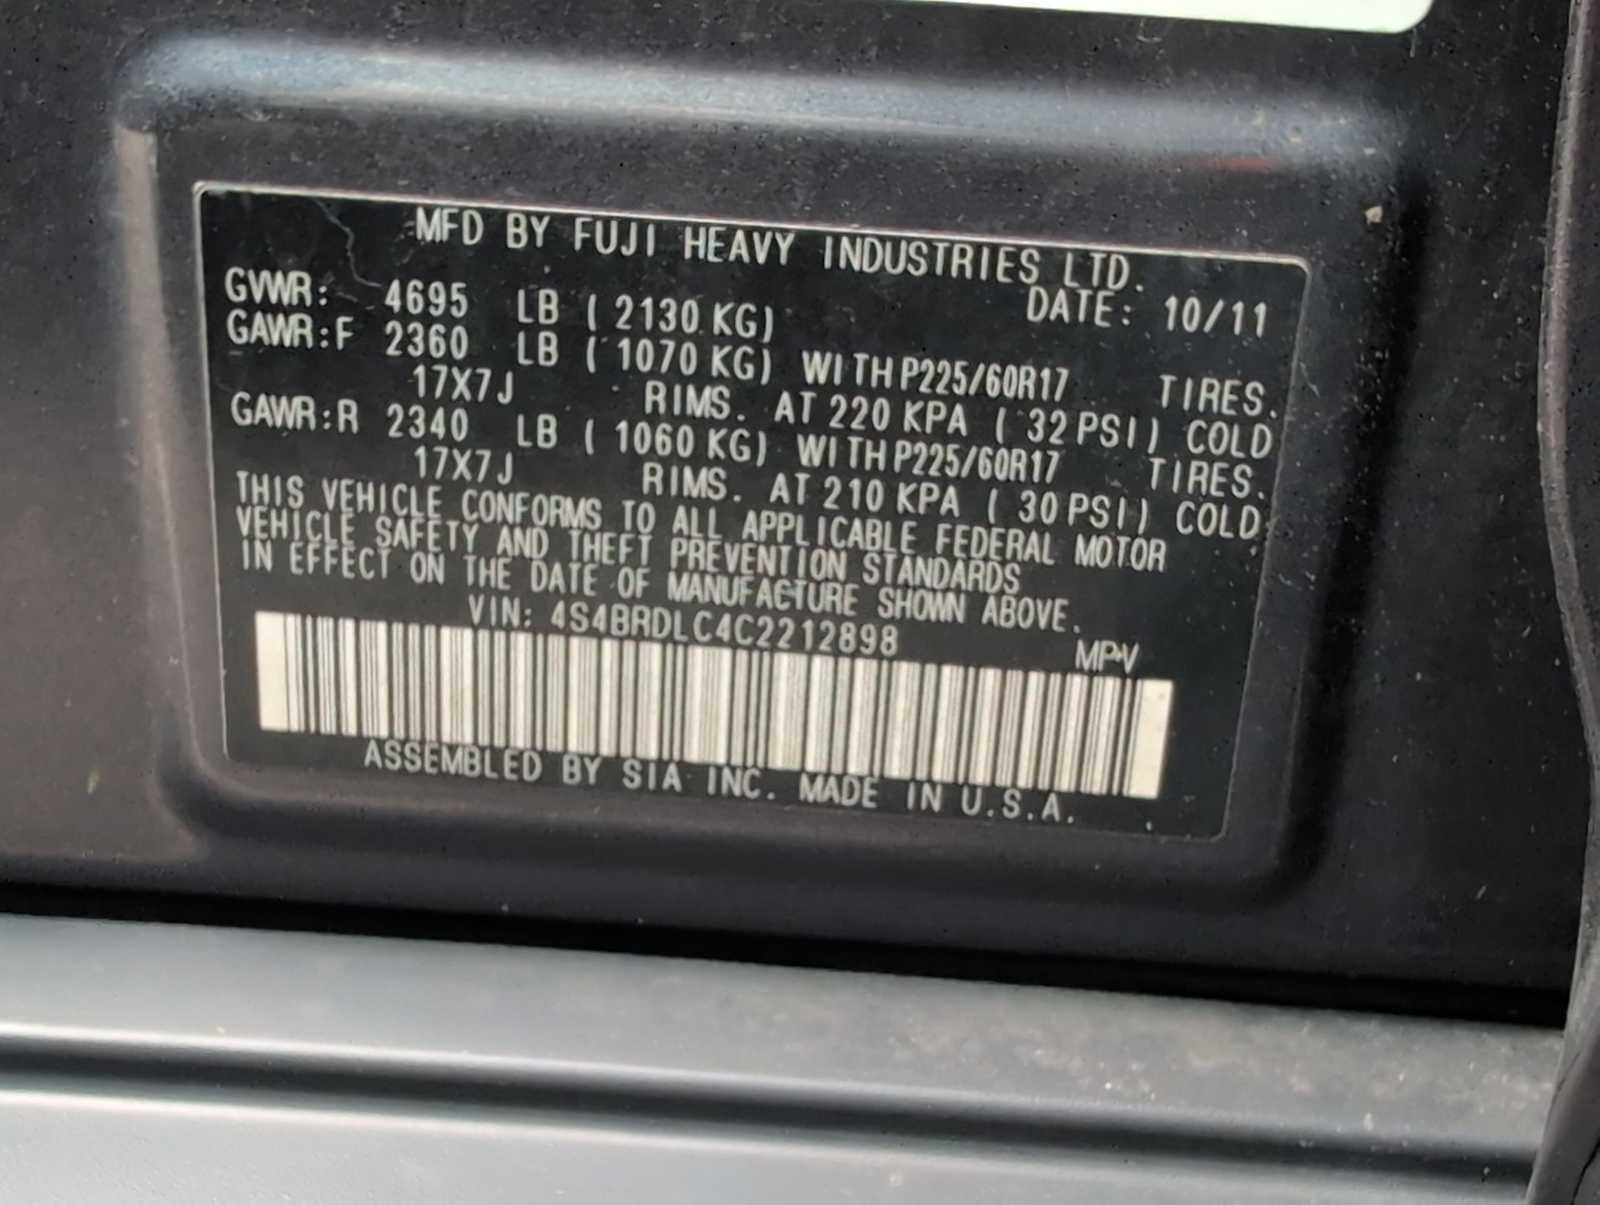 MFD BY FUJI HEAVY INDUSTRIES LTD.
GVWR: 4695 LB ( 2130 KG) DATE: 10/11
GAWR:F 2360 LB ( 1070 KG) WITH P225/60R17 TIRES.
17X7J RIMS. AT 220 KPA ( 32 PSI) COLD
GAWR:R 2340 LB ( 1060 KG) WITH P225/60R17 TIRES.
17X7J RIMS. AT 210 KPA ( 30 PSI) COLD
THIS VEHICLE CONFORMS TO ALL APPLICABLE FEDERAL MOTOR
VEHICLE SAFETY AND THEFT PREVENTION STANDARDS
IN EFFECT ON THE DATE OF MANUFACTURE SHOWN ABOVE.
VIN: 4S4BRDLC4C2212898 MPV
ASSEMBLED BY SIA INC. MADE IN U.S.A.